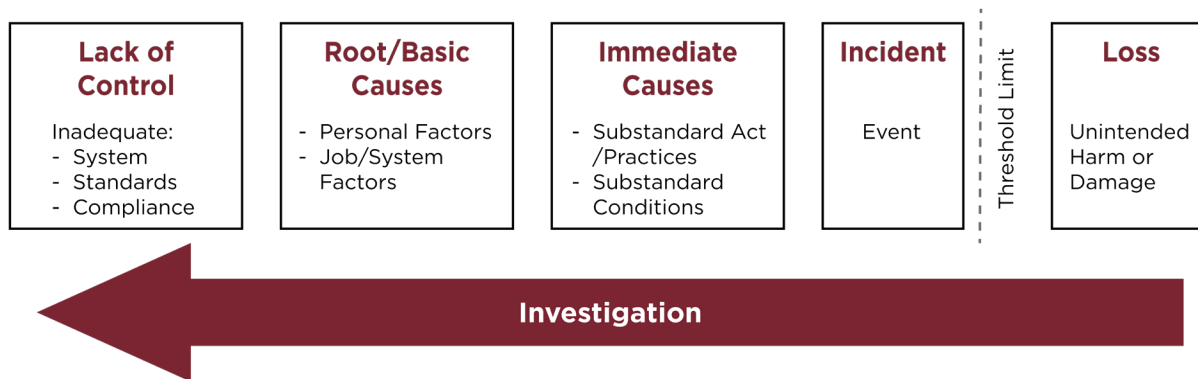 Lack of
Control
Inadequate:
- System
- Standards
- Compliance
Root/Basic
Causes
- Personal Factors
- Job/System
Factors
Immediate
Causes
- Substandard Act
/Practices
- Substandard
Conditions
Incident
Event
Threshold Limit
Loss
Unintended
Harm or
Damage
Investigation